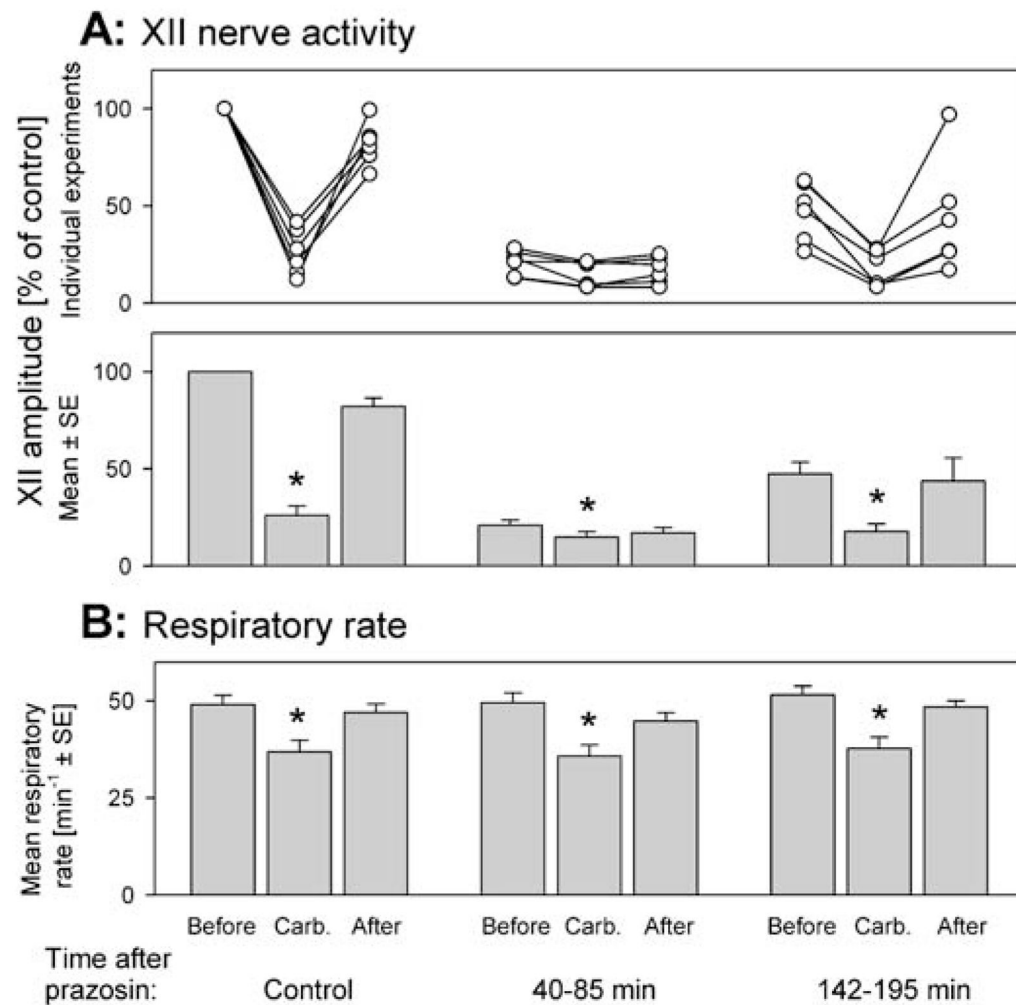 A: XII nerve activity
XII amplitude [% of control]
Individual experiments
100
50
0
Mean ± SE
100
50
0
*
*
*
B: Respiratory rate
Mean respiratory
rate [min⁻¹ ± SE]
50
25
0
*
*
*
Before Carb. After Before Carb. After Before Carb. After
Time after
prazosin: Control 40-85 min 142-195 min